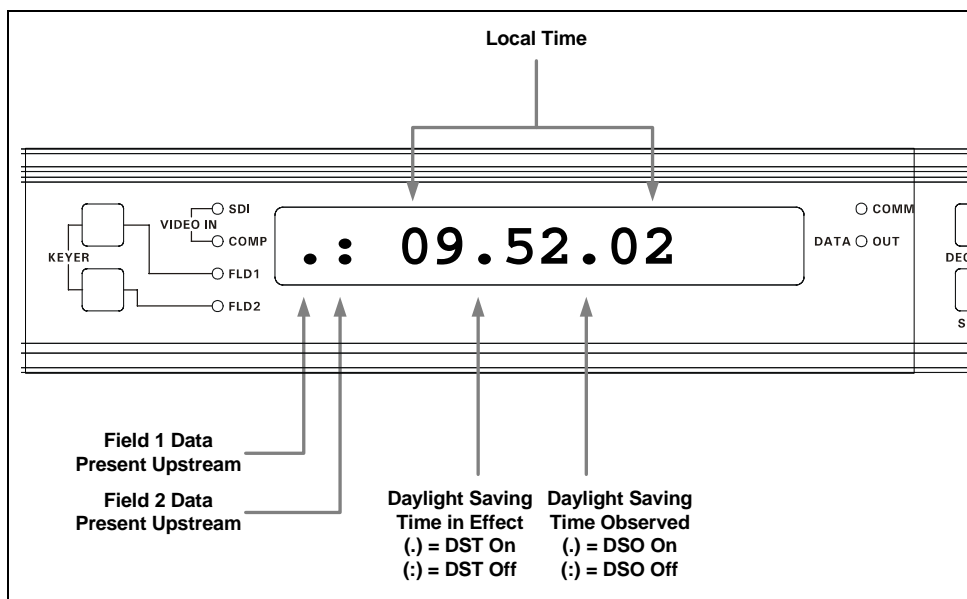 Local Time
SDI
VIDEO IN
COMP
KEYER
FLD1
FLD2
.: 09.52.02
COMM
DATA OUT
DEC
S
Field 1 Data
Present Upstream
Field 2 Data
Present Upstream
Daylight Saving
Time in Effect
(.) = DST On
(:) = DST Off
Daylight Saving
Time Observed
(.) = DSO On
(:) = DSO Off